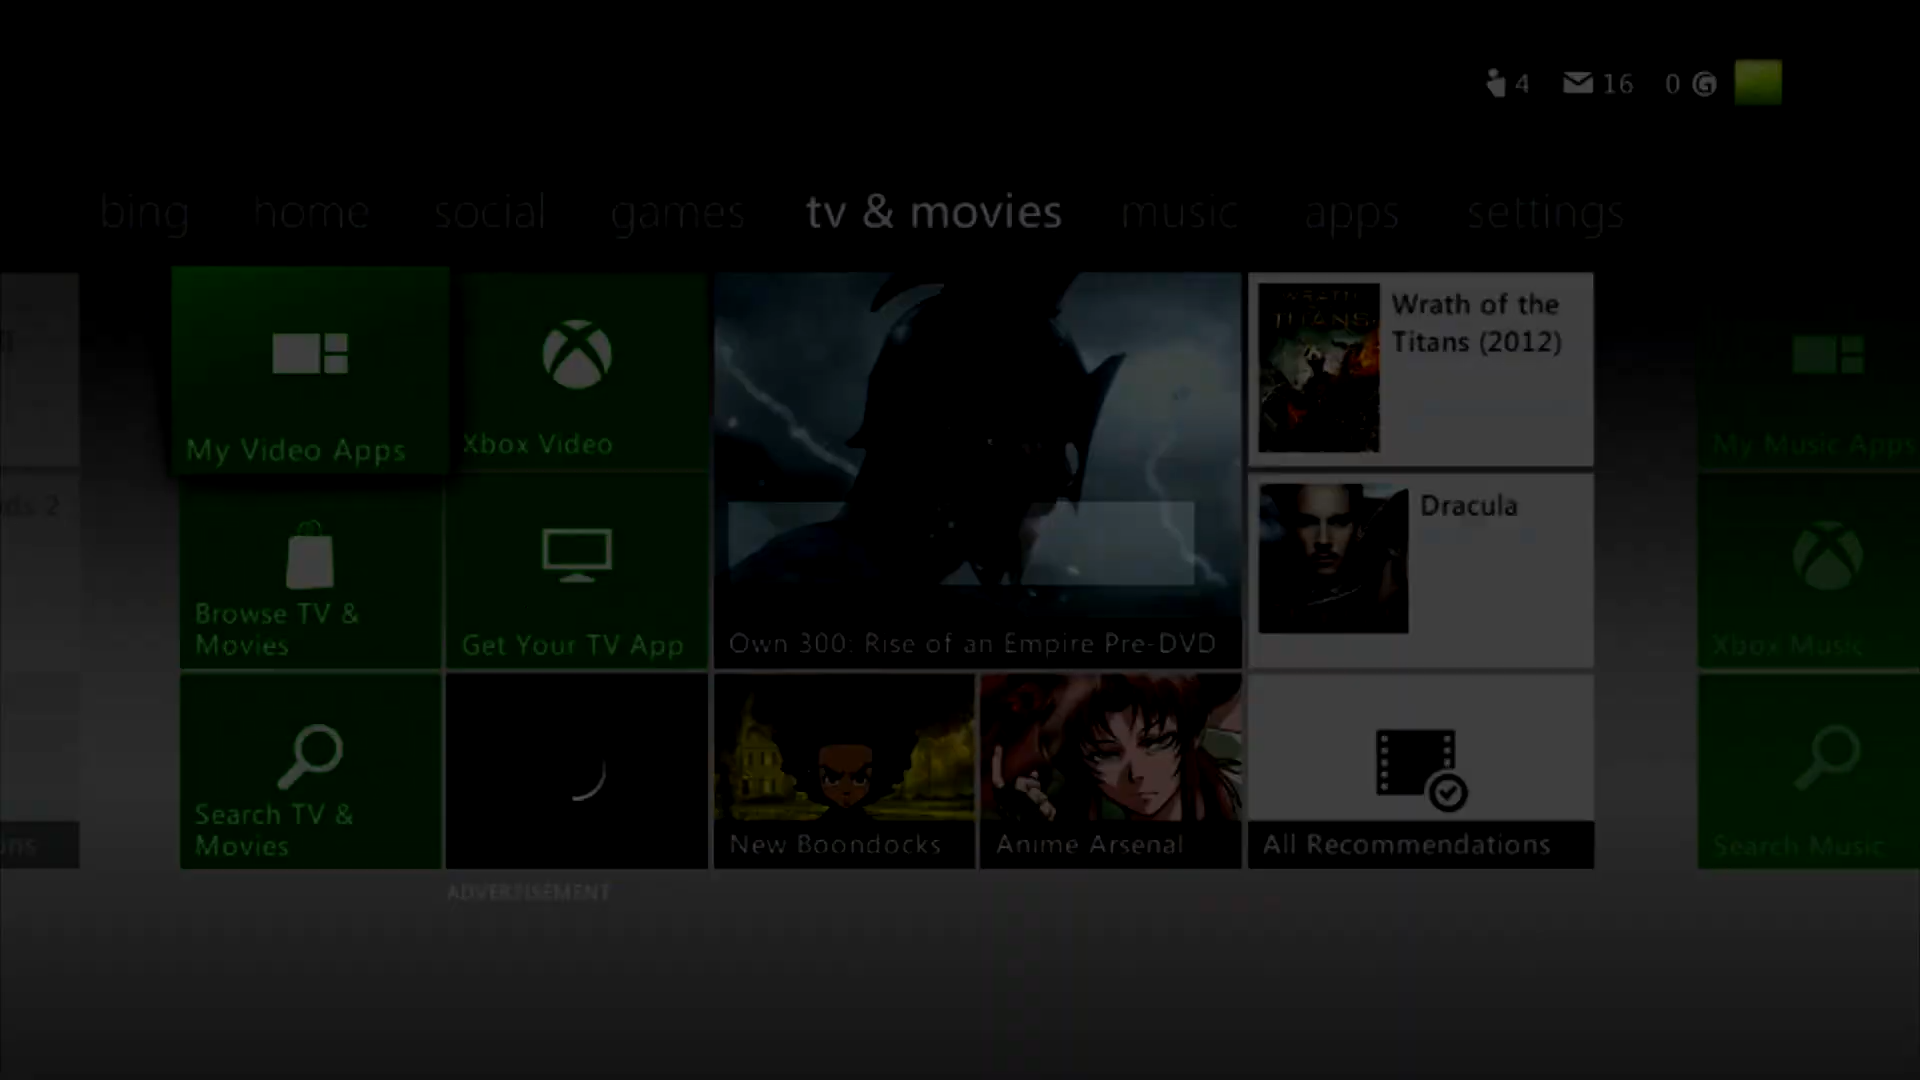 4 16 0 G
bing home social games tv & movies music apps settings
My Video Apps
Xbox Video
Browse TV &
Movies
Get Your TV App
Search TV &
Movies
ADVERTISEMENT
Own 300: Rise of an Empire Pre-DVD
New Boondocks
Anime Arsenal
WRATH
TITANS
Wrath of the
Titans (2012)
Dracula
All Recommendations
My Music Apps
Xbox Music
Search Music